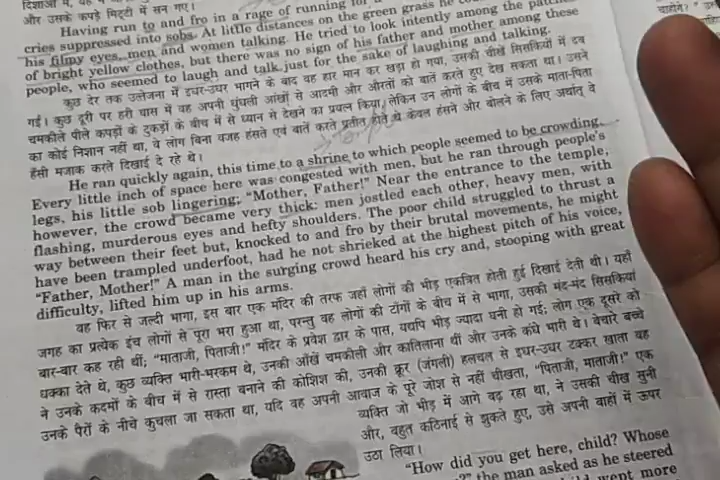 और उसके कपड़े मिट्टी से सन गए।
Having run to and fro in a rage of running for
cries suppressed into sobs. At little distances on the green grass he
his filmy eyes, men and women talking. He tried to look intently among the
of bright yellow clothes, but there was no sign of his father and mother among these
people, who seemed to laugh and talk just for the sake of laughing and talking.
कुछ देर तक उत्तेजना में इधर-उधर भागने के बाद वह हार मान कर खड़ा हो गया, उसकी चीखें सिसकियों में दब
गईं। कुछ दूरी पर हरी घास में वह अपनी धुंधली आंखों से आदमी और औरतों को बातें करते हुए देख सकता था। उसने
चमकीले पीले कपड़ों के टुकड़ों के बीच में से ध्यान से देखने का प्रयत्न किया, लेकिन उन लोगों के बीच में उसके माता-पिता
का कोई निशान नहीं था, वे लोग बिना वजह हंसते एवं बातें करते प्रतीत होते थे केवल हंसने और बोलने के लिए अर्थात् वे
हँसी मजाक करते दिखाई दे रहे थे।
He ran quickly again, this time to a shrine to which people seemed to be crowding.
Every little inch of space here was congested with men, but he ran through people's
legs, his little sob lingering; "Mother, Father!" Near the entrance to the temple,
however, the crowd became very thick: men jostled each other, heavy men, with
flashing, murderous eyes and hefty shoulders. The poor child struggled to thrust a
way between their feet but, knocked to and fro by their brutal movements, he might
have been trampled underfoot, had he not shrieked at the highest pitch of his voice,
"Father, Mother!" A man in the surging crowd heard his cry and, stooping with great
difficulty, lifted him up in his arms.
वह फिर से जल्दी भागा, इस बार एक मंदिर की तरफ जहाँ लोगों की भीड़ एकत्रित होती हुई दिखाई देती थी। यहाँ
जगह का प्रत्येक इंच लोगों से पूरा भरा हुआ था, परन्तु वह लोगों की टाँगों के बीच में से भागा, उसकी मंद-मंद सिसकियां
बार-बार कह रही थीं; "माताजी, पिताजी!" मंदिर के प्रवेश द्वार के पास, यद्यपि भीड़ ज्यादा घनी हो गई; लोग एक दूसरे को
धक्का देते थे, कुछ व्यक्ति भारी-भरकम थे, उनकी आँखें चमकीली और कातिलाना थीं और उनके कंधे भारी थे। बेचारे बच्चे
ने उनके कदमों के बीच में से रास्ता बनाने की कोशिश की, उनकी क्रूर (जंगली) हलचल से इधर-उधर टक्कर खाता वह
उनके पैरों के नीचे कुचला जा सकता था, यदि वह अपनी आवाज के पूरे जोश से नहीं चीखता, "पिताजी, माताजी!" एक
व्यक्ति जो भीड़ में आगे बढ़ रहा था, ने उसकी चीख सुनी
और, बहुत कठिनाई से झुकते हुए, उसे अपनी बाहों में ऊपर
उठा लिया।
"How did you get here, child? Whose
the man asked as he steered
went more